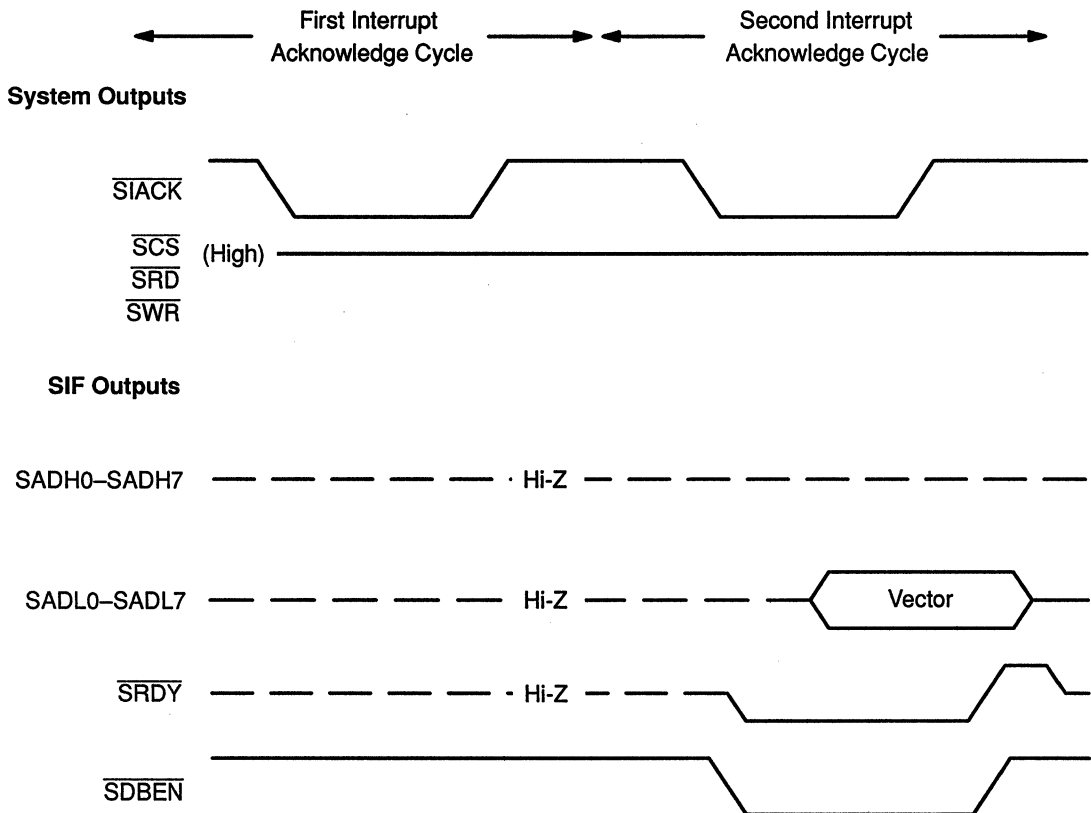 First Interrupt
Acknowledge Cycle
Second Interrupt
Acknowledge Cycle
System Outputs
SIACK
SCS (High)
SRD
SWR
SIF Outputs
SADH0–SADH7 Hi-Z
SADL0–SADL7 Hi-Z Vector
SRDY Hi-Z
SDBEN